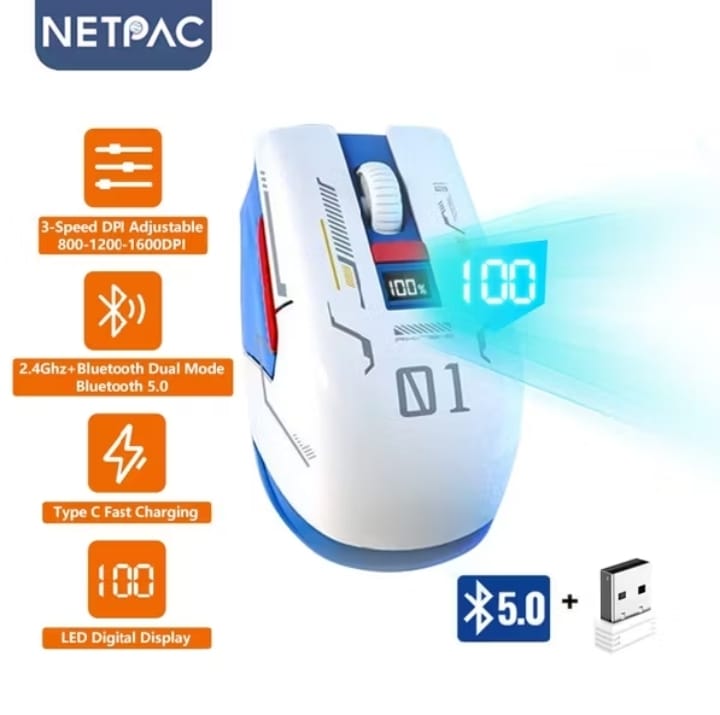 NETPAC
3-Speed DPI Adjustable
800-1200-1600DPI
2.4Ghz+Bluetooth Dual Mode
Bluetooth 5.0
Type C Fast Charging
100
LED Digital Display
100%
100
01
5.0 +